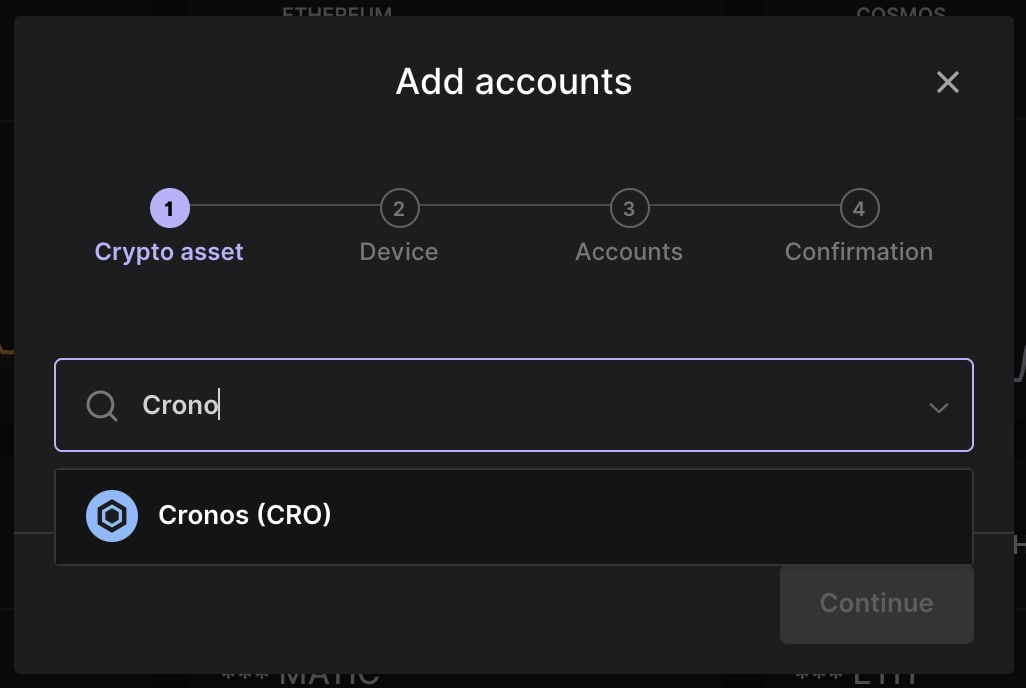 ETHEREUM
COSMOS
Add accounts
1
2
3
4
Crypto asset
Device
Accounts
Confirmation
Crono
Cronos (CRO)
Continue
*** MATIC
*** ETH